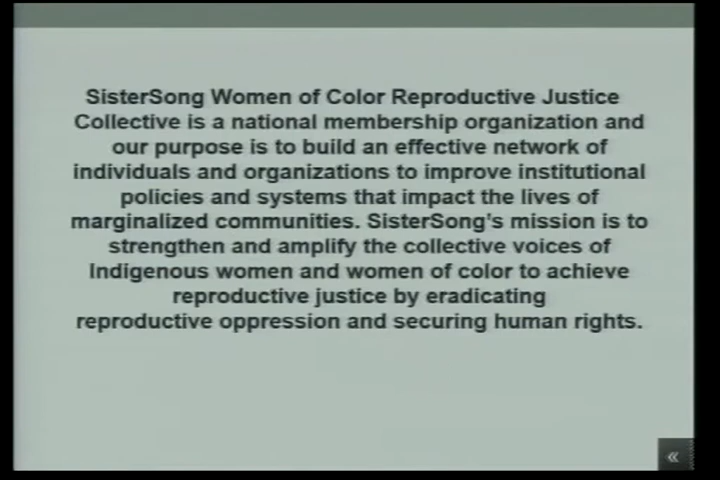 SisterSong Women of Color Reproductive Justice
Collective is a national membership organization and
our purpose is to build an effective network of
individuals and organizations to improve institutional
policies and systems that impact the lives of
marginalized communities. SisterSong's mission is to
strengthen and amplify the collective voices of
Indigenous women and women of color to achieve
reproductive justice by eradicating
reproductive oppression and securing human rights.
«